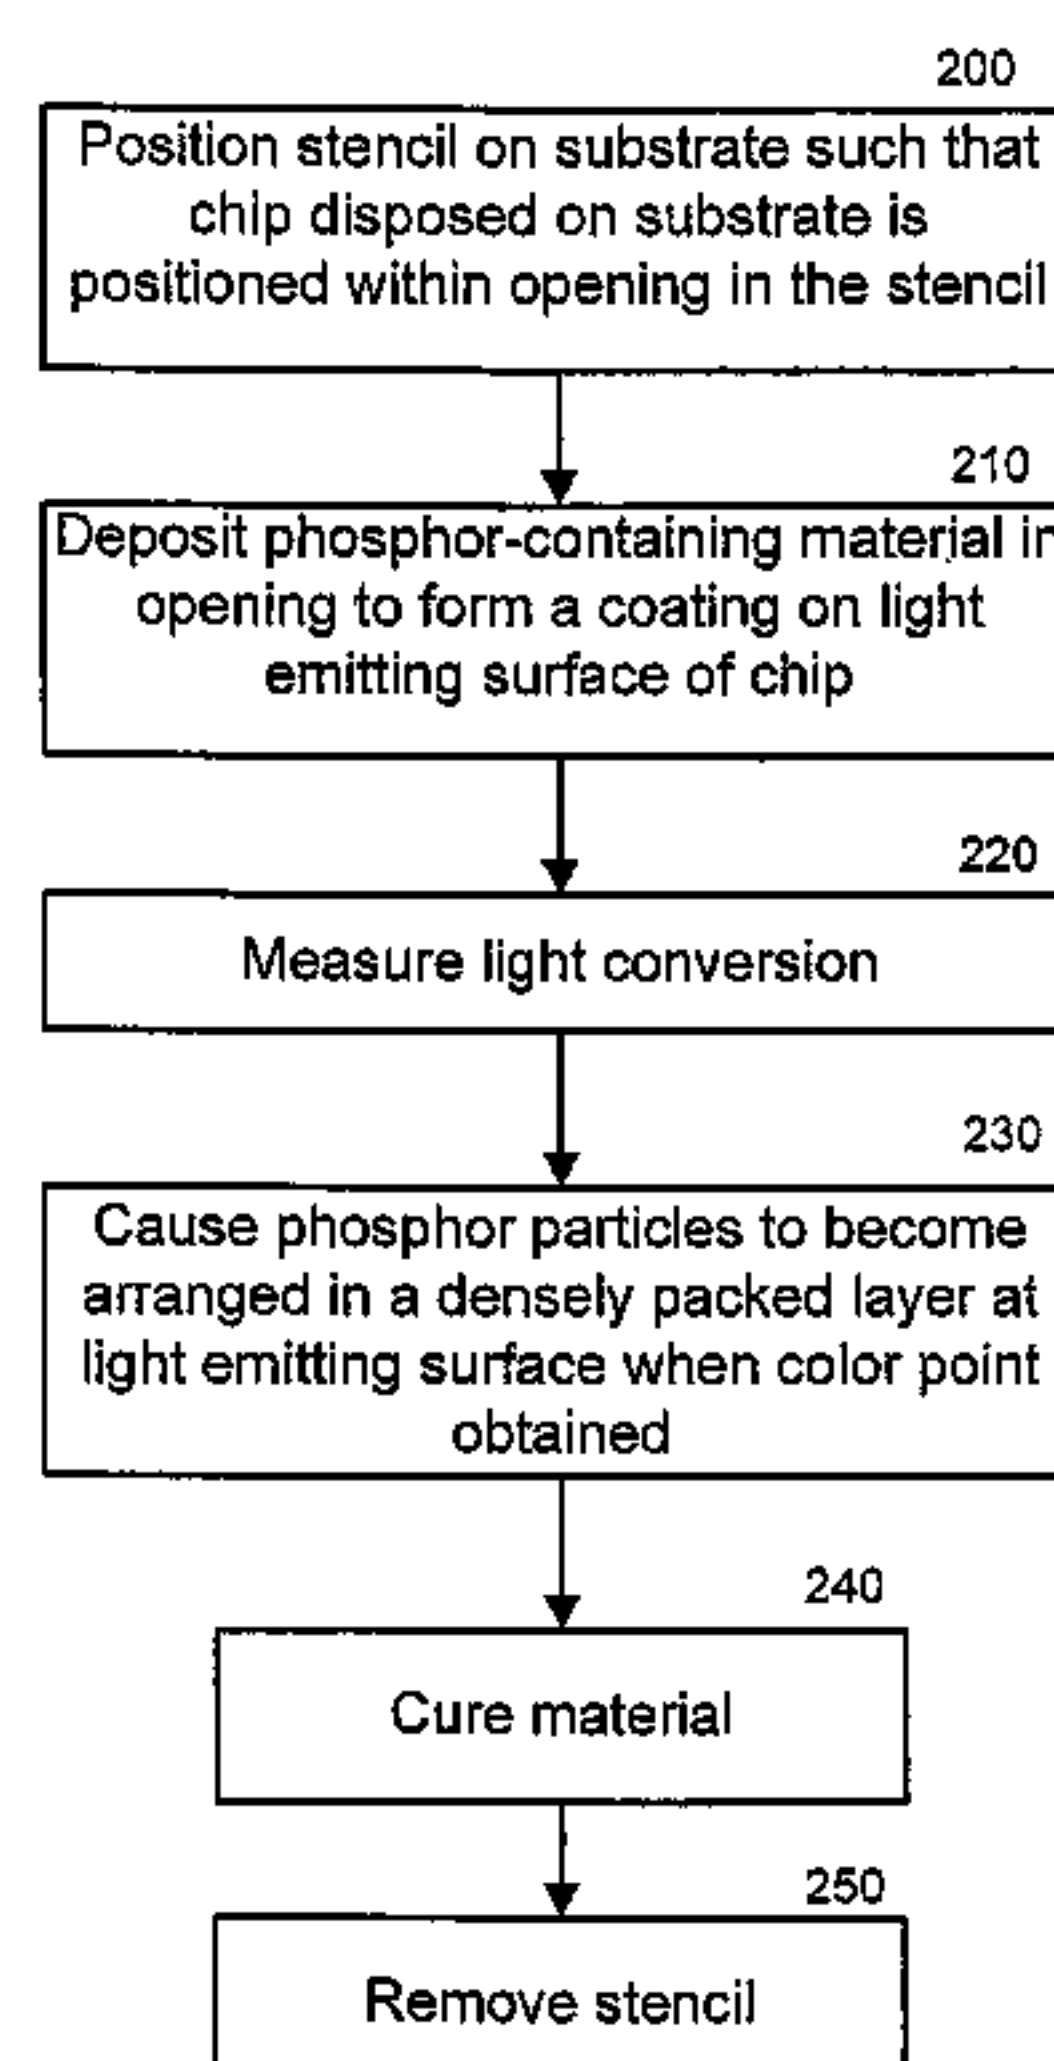 200
Position stencil on substrate such that
chip disposed on substrate is
positioned within opening in the stencil
210
Deposit phosphor-containing material in
opening to form a coating on light
emitting surface of chip
220
Measure light conversion
230
Cause phosphor particles to become
arranged in a densely packed layer at
light emitting surface when color point
obtained
240
Cure material
250
Remove stencil